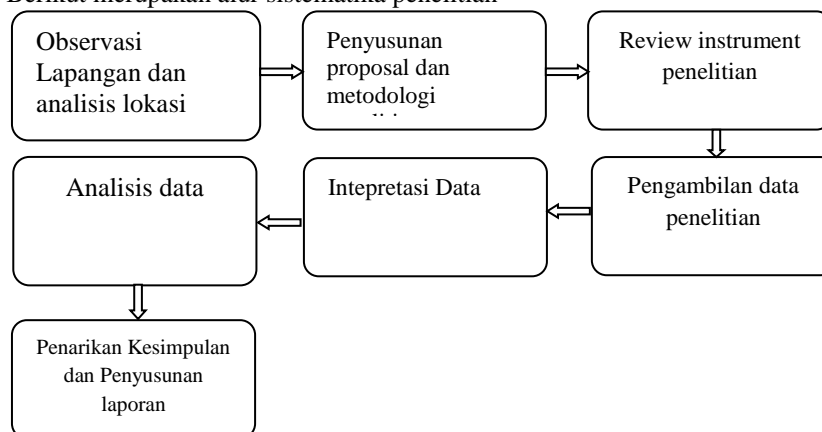 Berikut merupakan alur sistematika penelitian
Observasi
Lapangan dan
analisis lokasi
Penyusunan
proposal dan
metodologi
Review instrument
penelitian
Pengambilan data
penelitian
Intepretasi Data
Analisis data
Penarikan Kesimpulan
dan Penyusunan
laporan